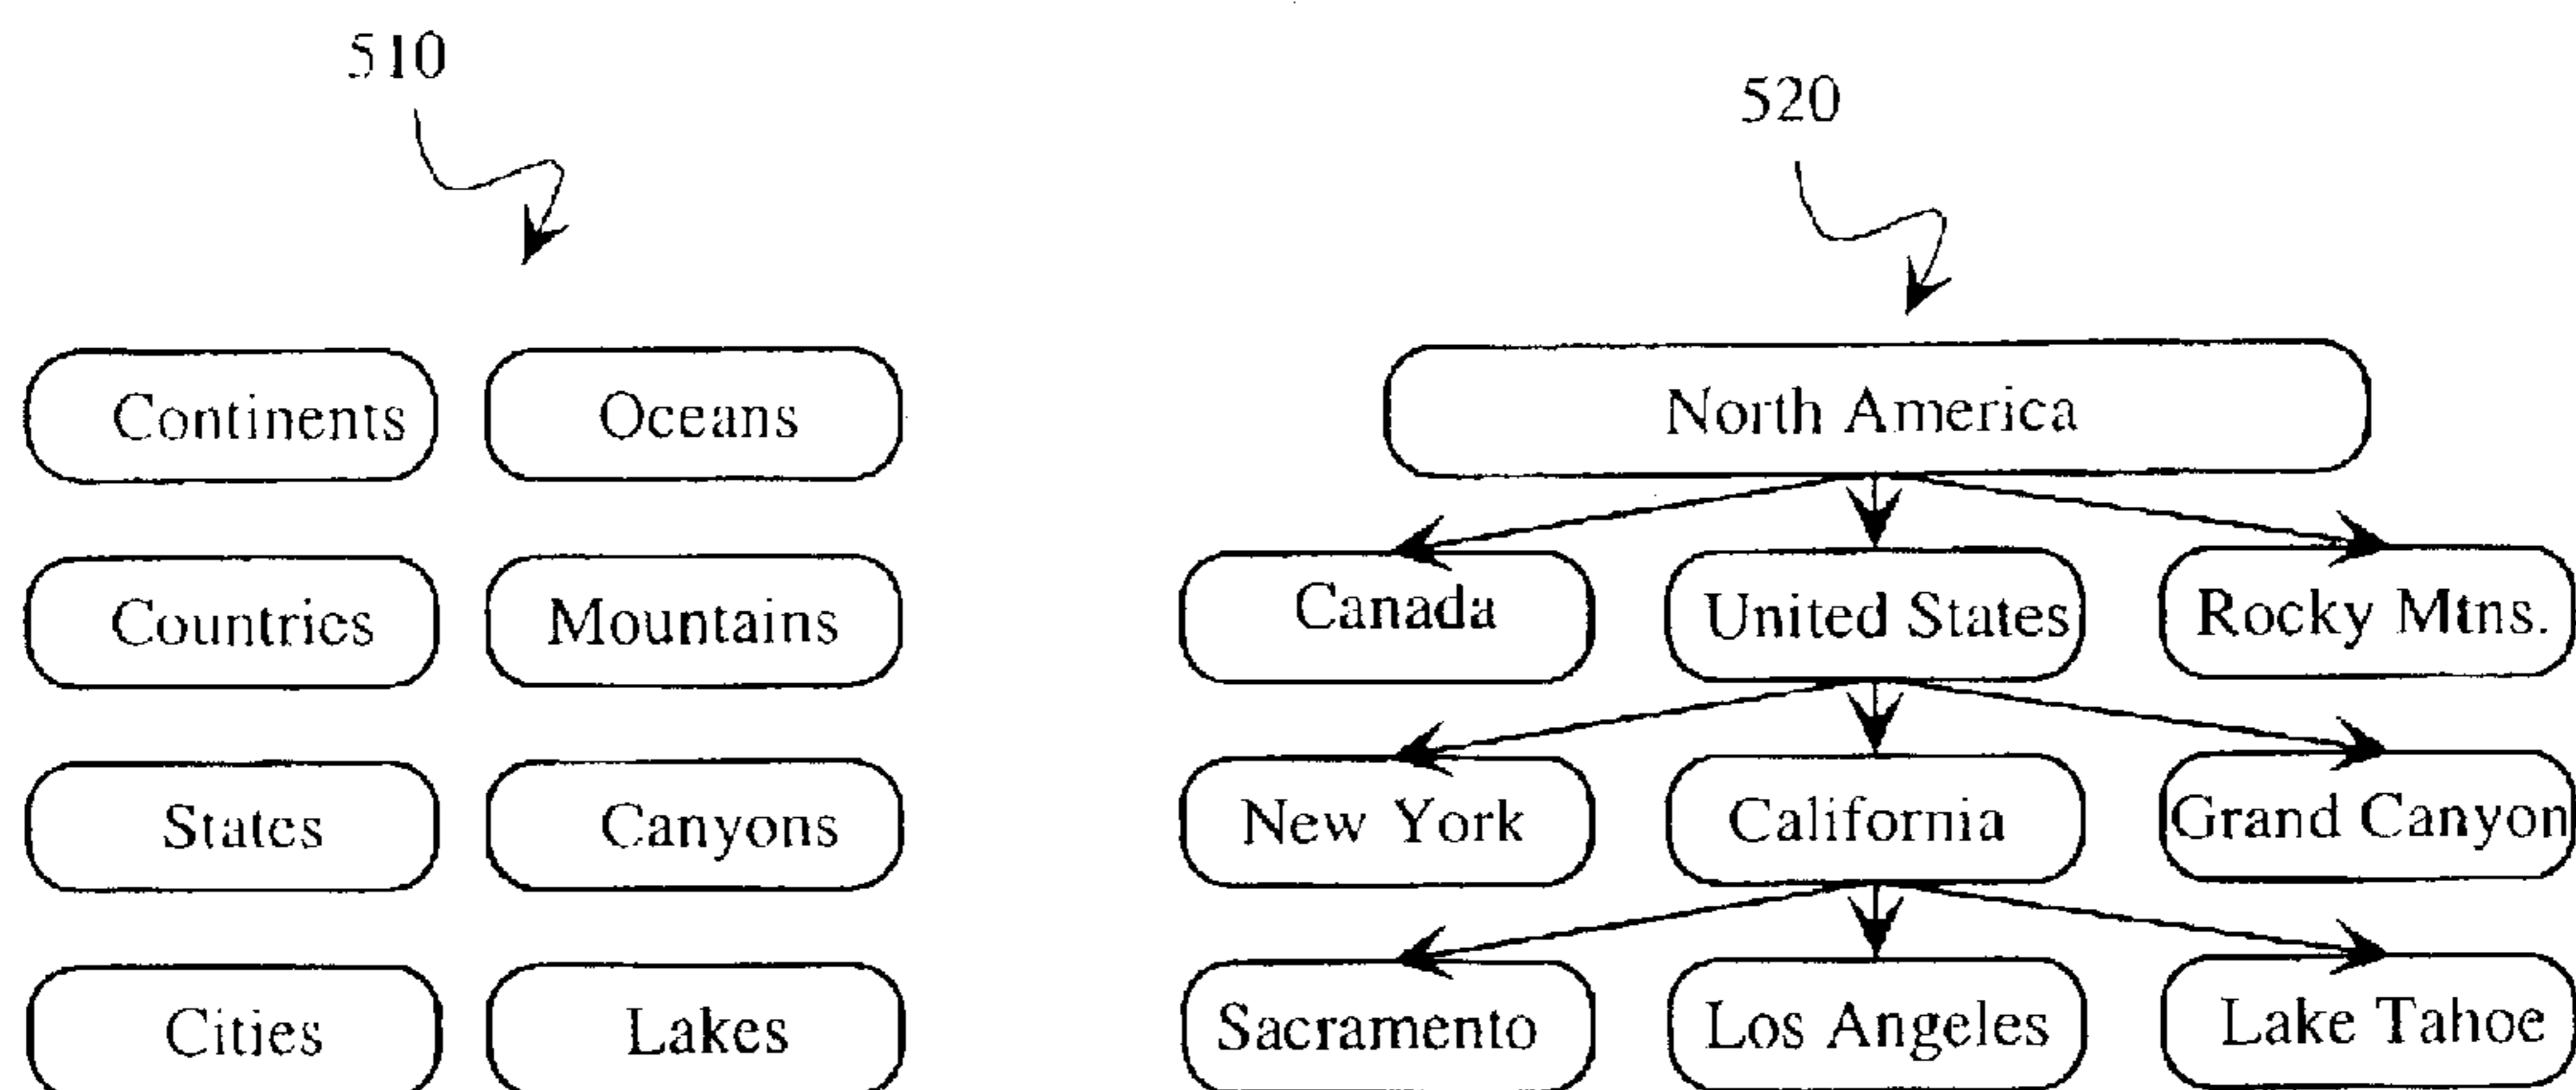 510
520
Continents Oceans North America
Countries Mountains Canada United States Rocky Mtns.
States Canyons New York California Grand Canyon
Cities Lakes Sacramento Los Angeles Lake Tahoe